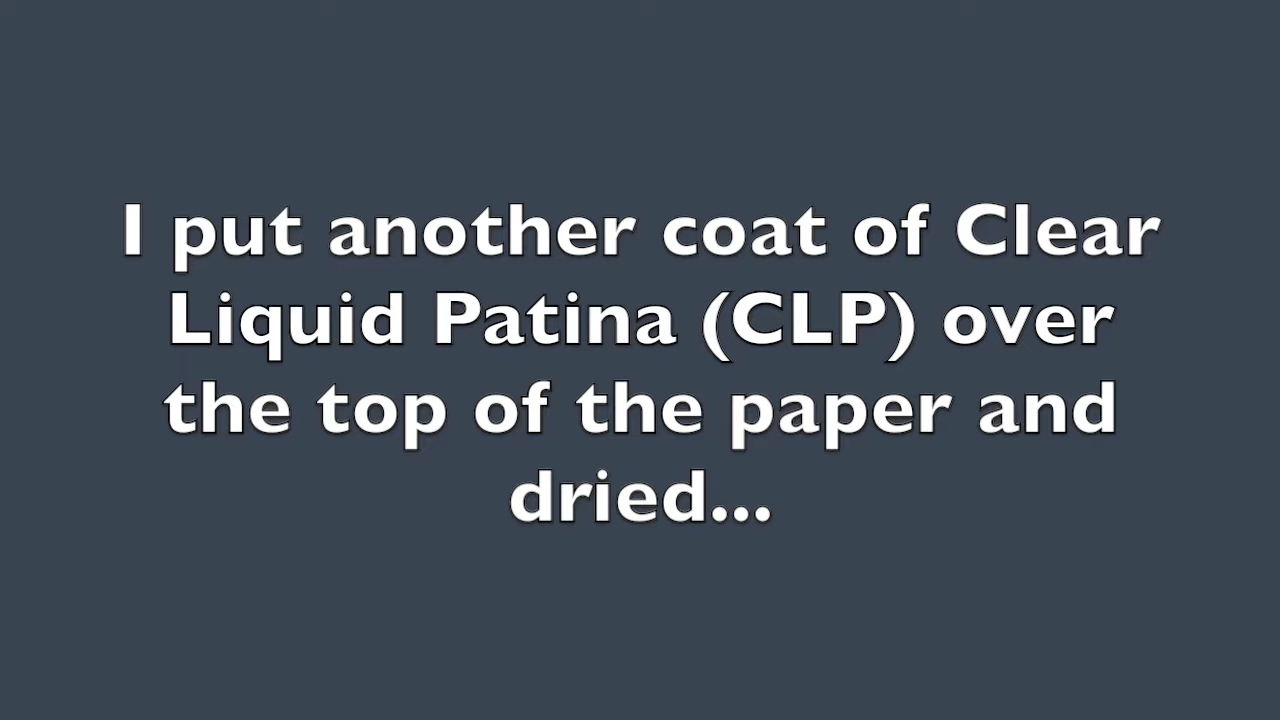 I put another coat of Clear
Liquid Patina (CLP) over
the top of the paper and
dried...